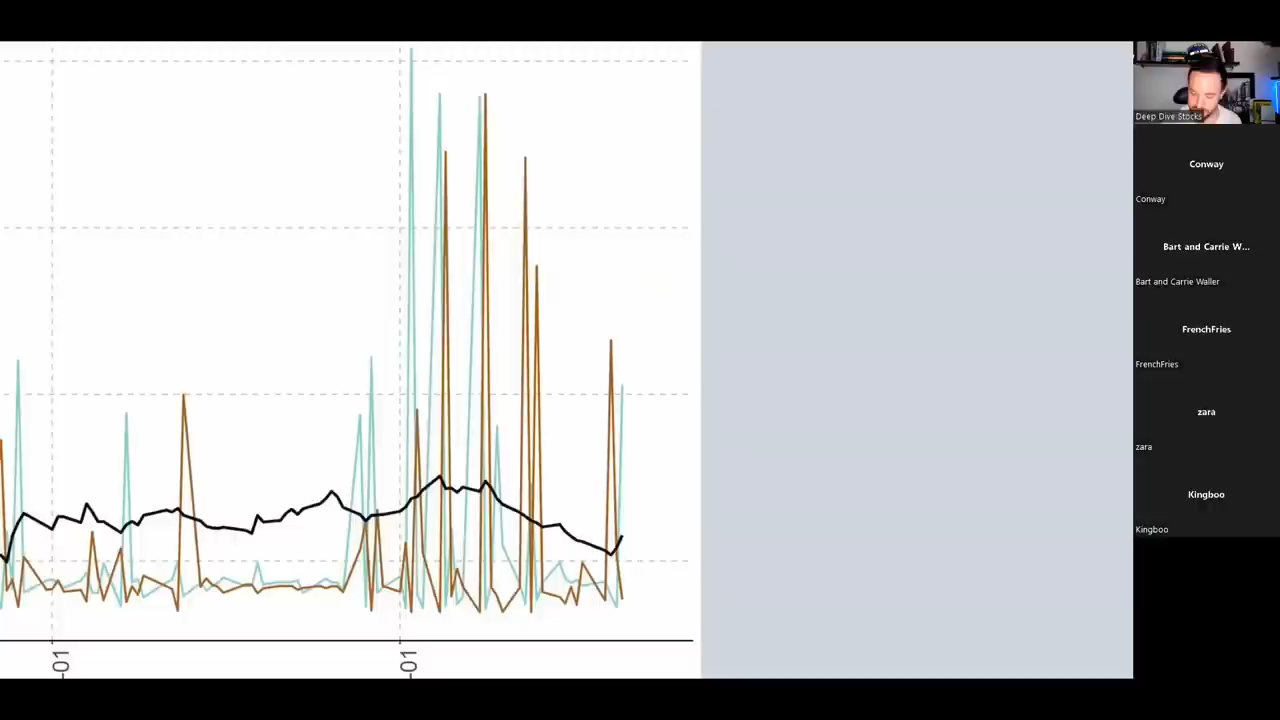 -01
-01
Deep Dive Stocks
Conway
Conway
Bart and Carrie W...
Bart and Carrie Waller
FrenchFries
FrenchFries
zara
zara
Kingboo
Kingboo